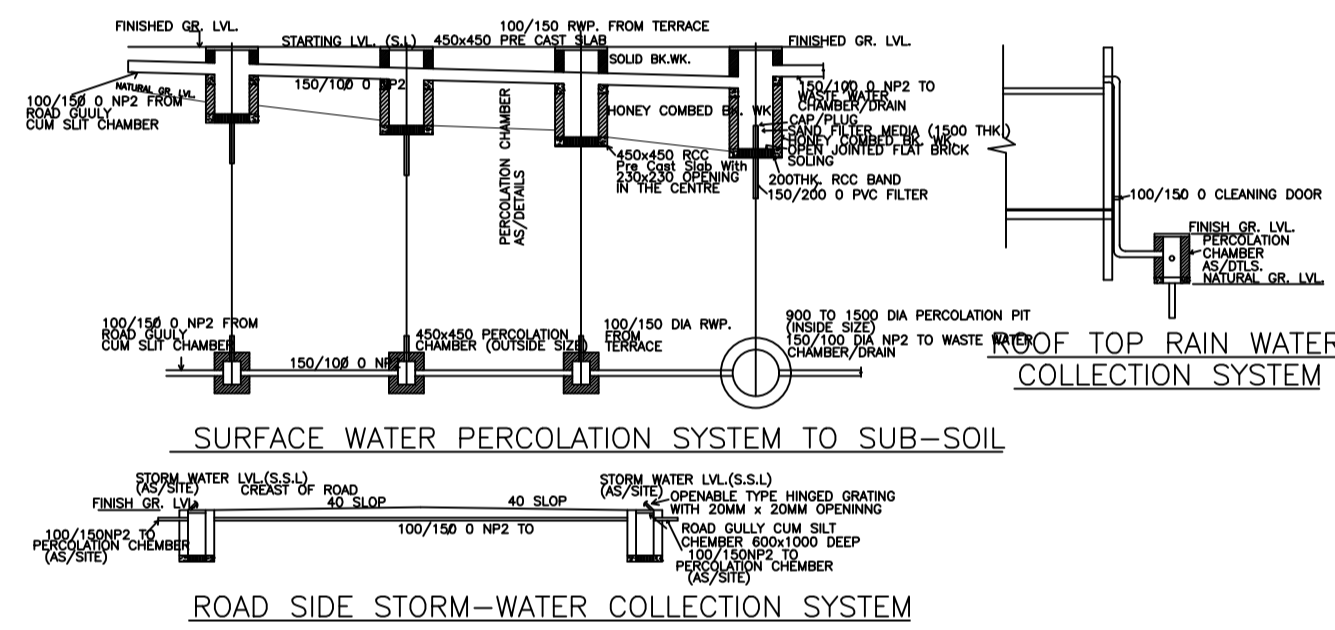 FINISHED GR. LVL.
STARTING LVL. (S.L)
100/150 RWP. FROM TERRACE
450x450 PRE CAST SLAB
FINISHED GR. LVL.
SOLID BK.WK.
NATURAL GR. LVL.
150/100 0 NP2
100/150 0 NP2 FROM
ROAD GUULY
CUM SLIT CHAMBER
HONEY COMBED BK. WK
PERCOLATION CHAMBER
AS/DETAILS
450x450 RCC
Pre Cast Slab With
230x230 OPENING
IN THE CENTRE
150/100 0 NP2 TO
WASTE WATER
CHAMBER/DRAIN
CAP/PLUG
SAND FILTER MEDIA (1500 THK.)
HONEY COMBED BK. WK.
OPEN JOINTED FLAT BRICK
SOLING
200THK. RCC BAND
150/200 0 PVC FILTER
100/150 0 CLEANING DOOR
FINISH GR. LVL.
PERCOLATION
CHAMBER
AS/DTLS.
NATURAL GR. LVL.
ROOF TOP RAIN WATER
COLLECTION SYSTEM
100/150 0 NP2 FROM
ROAD GUULY
CUM SLIT CHAMBER
150/100 0 NP
450x450 PERCOLATION
CHAMBER (OUTSIDE SIZE)
100/150 DIA RWP.
FROM
TERRACE
900 TO 1500 DIA PERCOLATION PIT
(INSIDE SIZE)
150/100 DIA NP2 TO WASTE WATER
CHAMBER/DRAIN
SURFACE WATER PERCOLATION SYSTEM TO SUB-SOIL
STORM WATER LVL.(S.S.L)
(AS/SITE)
CREAST OF ROAD
FINISH GR. LVL
40 SLOP
40 SLOP
100/150 0 NP2 TO
100/150NP2 TO
PERCOLATION CHEMBER
(AS/SITE)
STORM WATER LVL.(S.S.L)
(AS/SITE)
OPENABLE TYPE HINGED GRATING
WITH 20MM x 20MM OPENINNG
ROAD GULLY CUM SILT
CHEMBER 600x1000 DEEP
100/150NP2 TO
PERCOLATION CHEMBER
(AS/SITE)
ROAD SIDE STORM-WATER COLLECTION SYSTEM